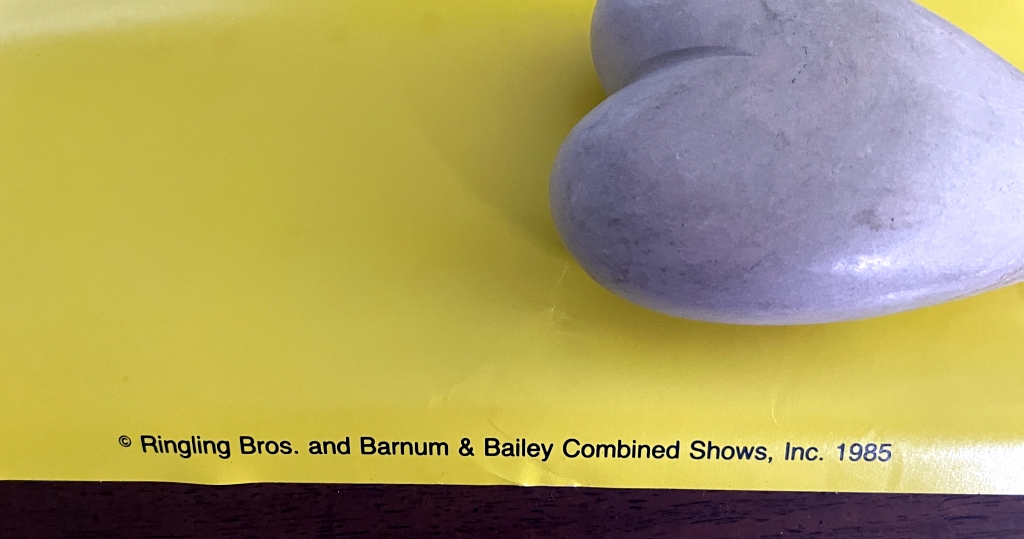 © Ringling Bros. and Barnum & Bailey Combined Shows, Inc. 1985